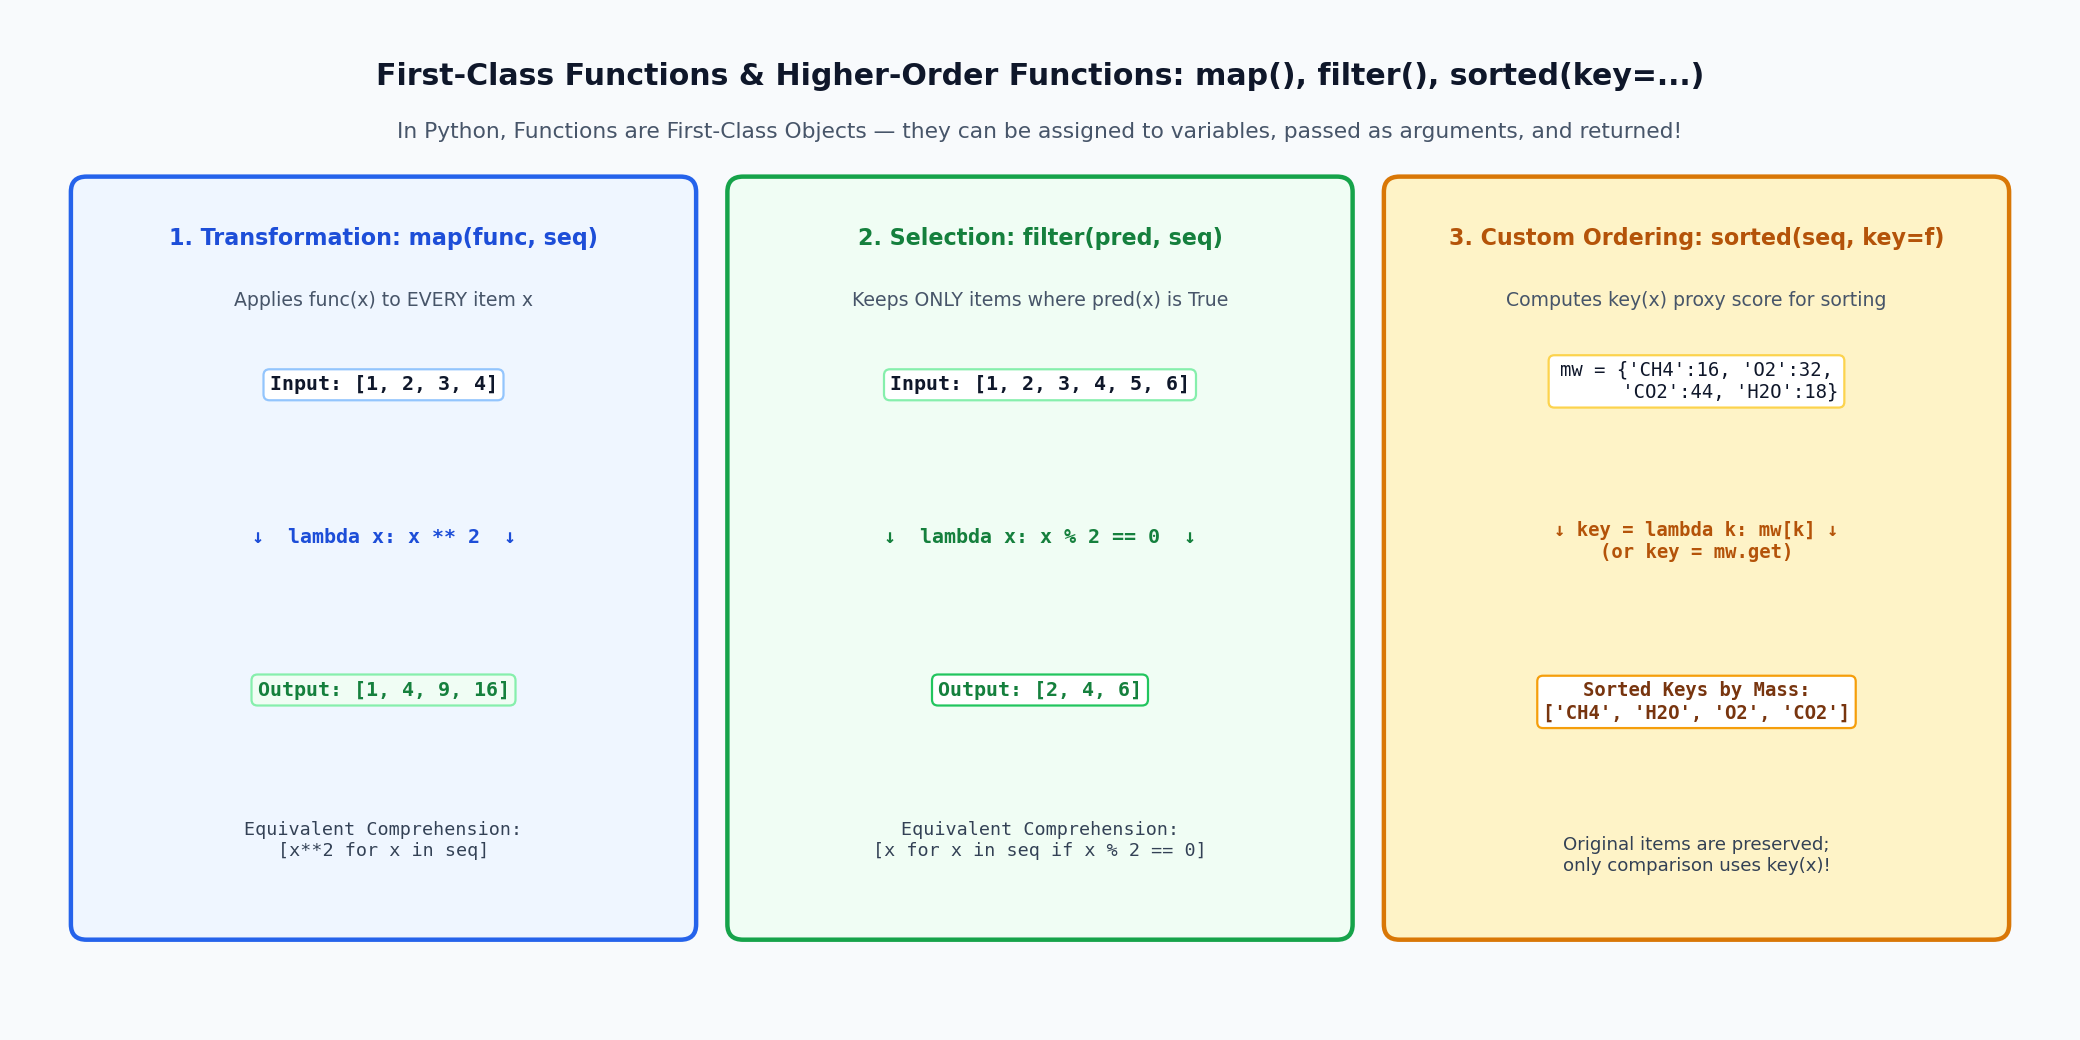 First-Class Functions & Higher-Order Functions: map(), filter(), sorted(key=...)
In Python, Functions are First-Class Objects — they can be assigned to variables, passed as arguments, and returned!
1. Transformation: map(func, seq)
Applies func(x) to EVERY item x
Input: [1, 2, 3, 4]
↓  lambda x: x ** 2  ↓
Output: [1, 4, 9, 16]
Equivalent Comprehension:
[x**2 for x in seq]
2. Selection: filter(pred, seq)
Keeps ONLY items where pred(x) is True
Input: [1, 2, 3, 4, 5, 6]
↓  lambda x: x % 2 == 0  ↓
Output: [2, 4, 6]
Equivalent Comprehension:
[x for x in seq if x % 2 == 0]
3. Custom Ordering: sorted(seq, key=f)
Computes key(x) proxy score for sorting
mw = {'CH4':16, 'O2':32,
'CO2':44, 'H2O':18}
↓ key = lambda k: mw[k] ↓
(or key = mw.get)
Sorted Keys by Mass:
['CH4', 'H2O', 'O2', 'CO2']
Original items are preserved;
only comparison uses key(x)!